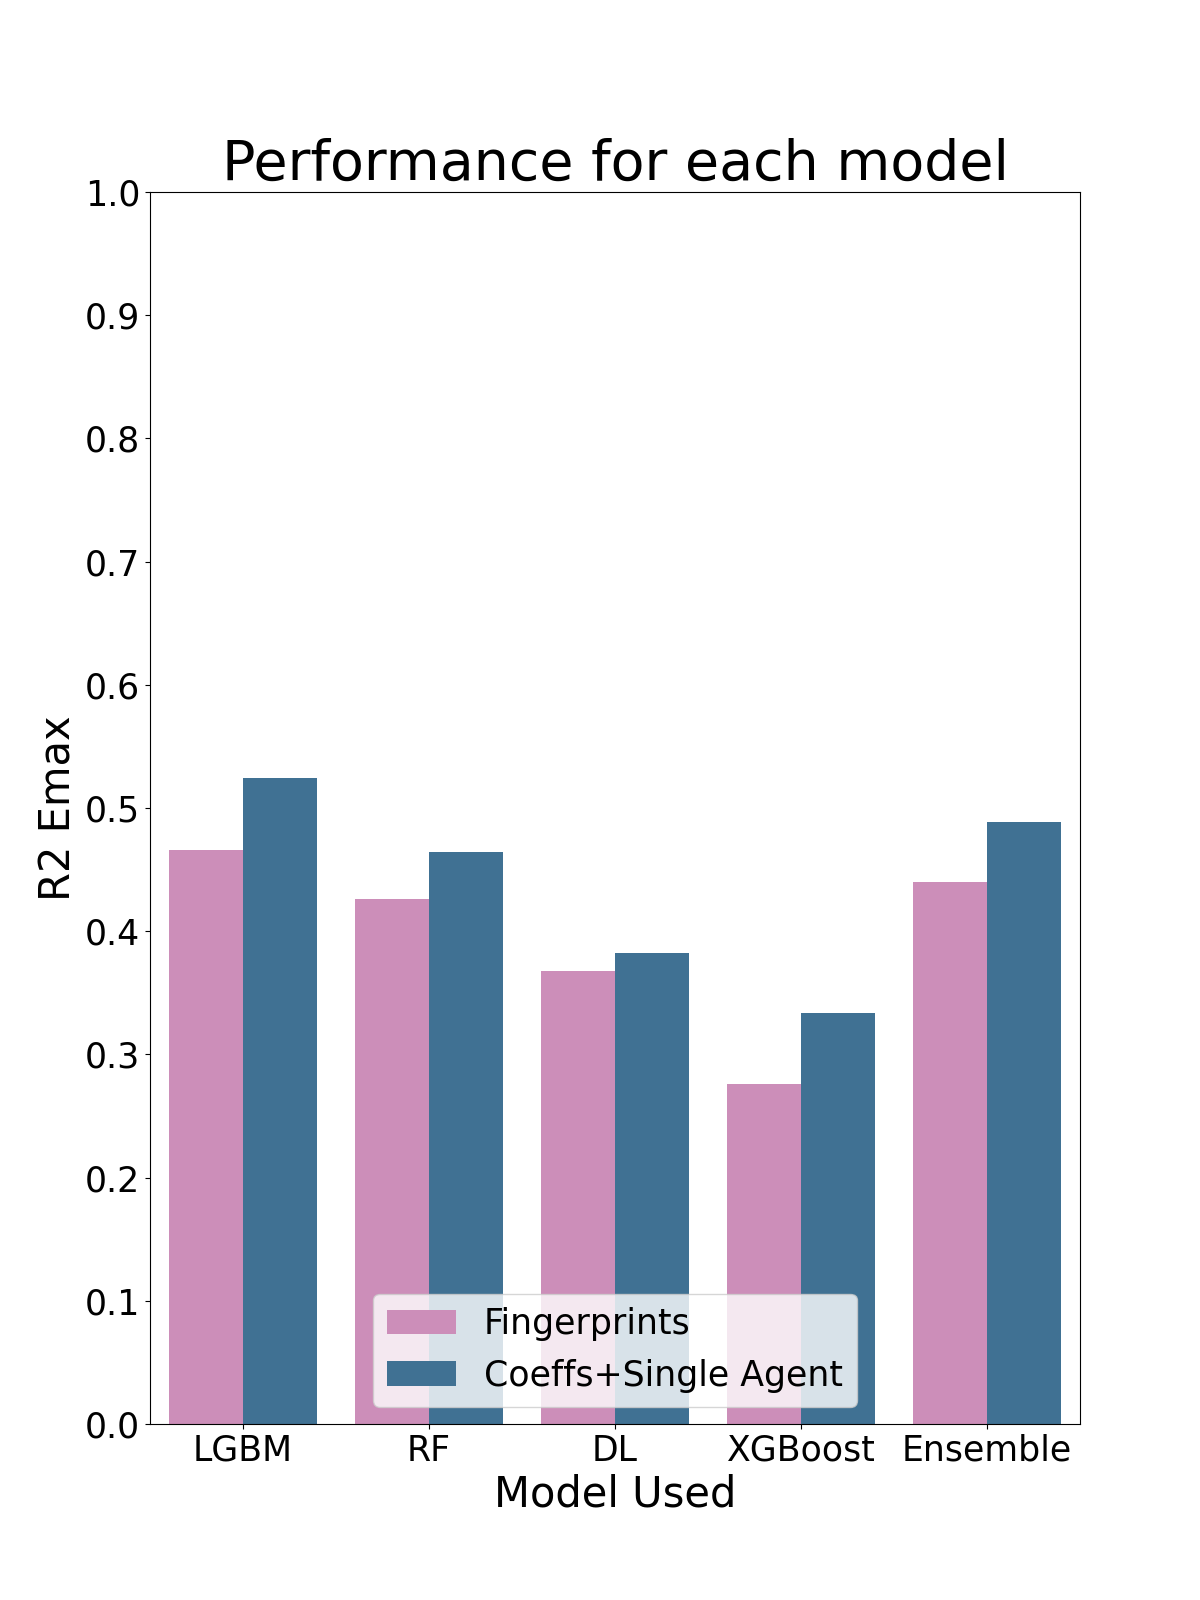 Performance for each model
1.0
0.9
0.8
0.7
0.6
0.5
0.4
0.3
0.2
0.1
0.0
R2 Emax
Fingerprints
Coeffs+Single Agent
LGBM RF DL XGBoost Ensemble
Model Used